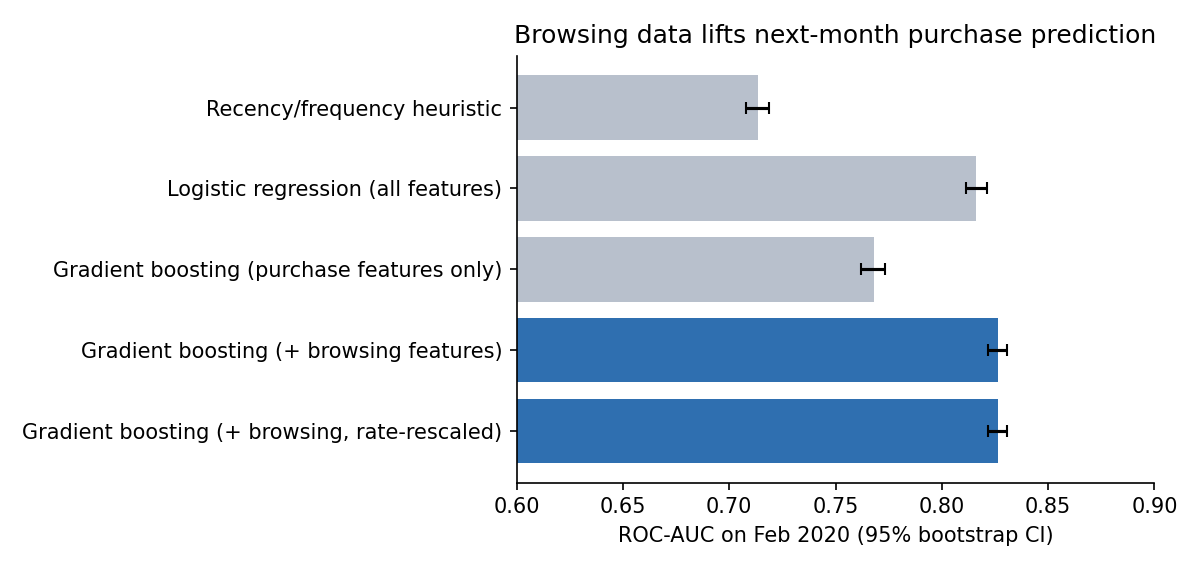 Browsing data lifts next-month purchase prediction
Recency/frequency heuristic
Logistic regression (all features)
Gradient boosting (purchase features only)
Gradient boosting (+ browsing features)
Gradient boosting (+ browsing, rate-rescaled)
0.60 0.65 0.70 0.75 0.80 0.85 0.90
ROC-AUC on Feb 2020 (95% bootstrap CI)